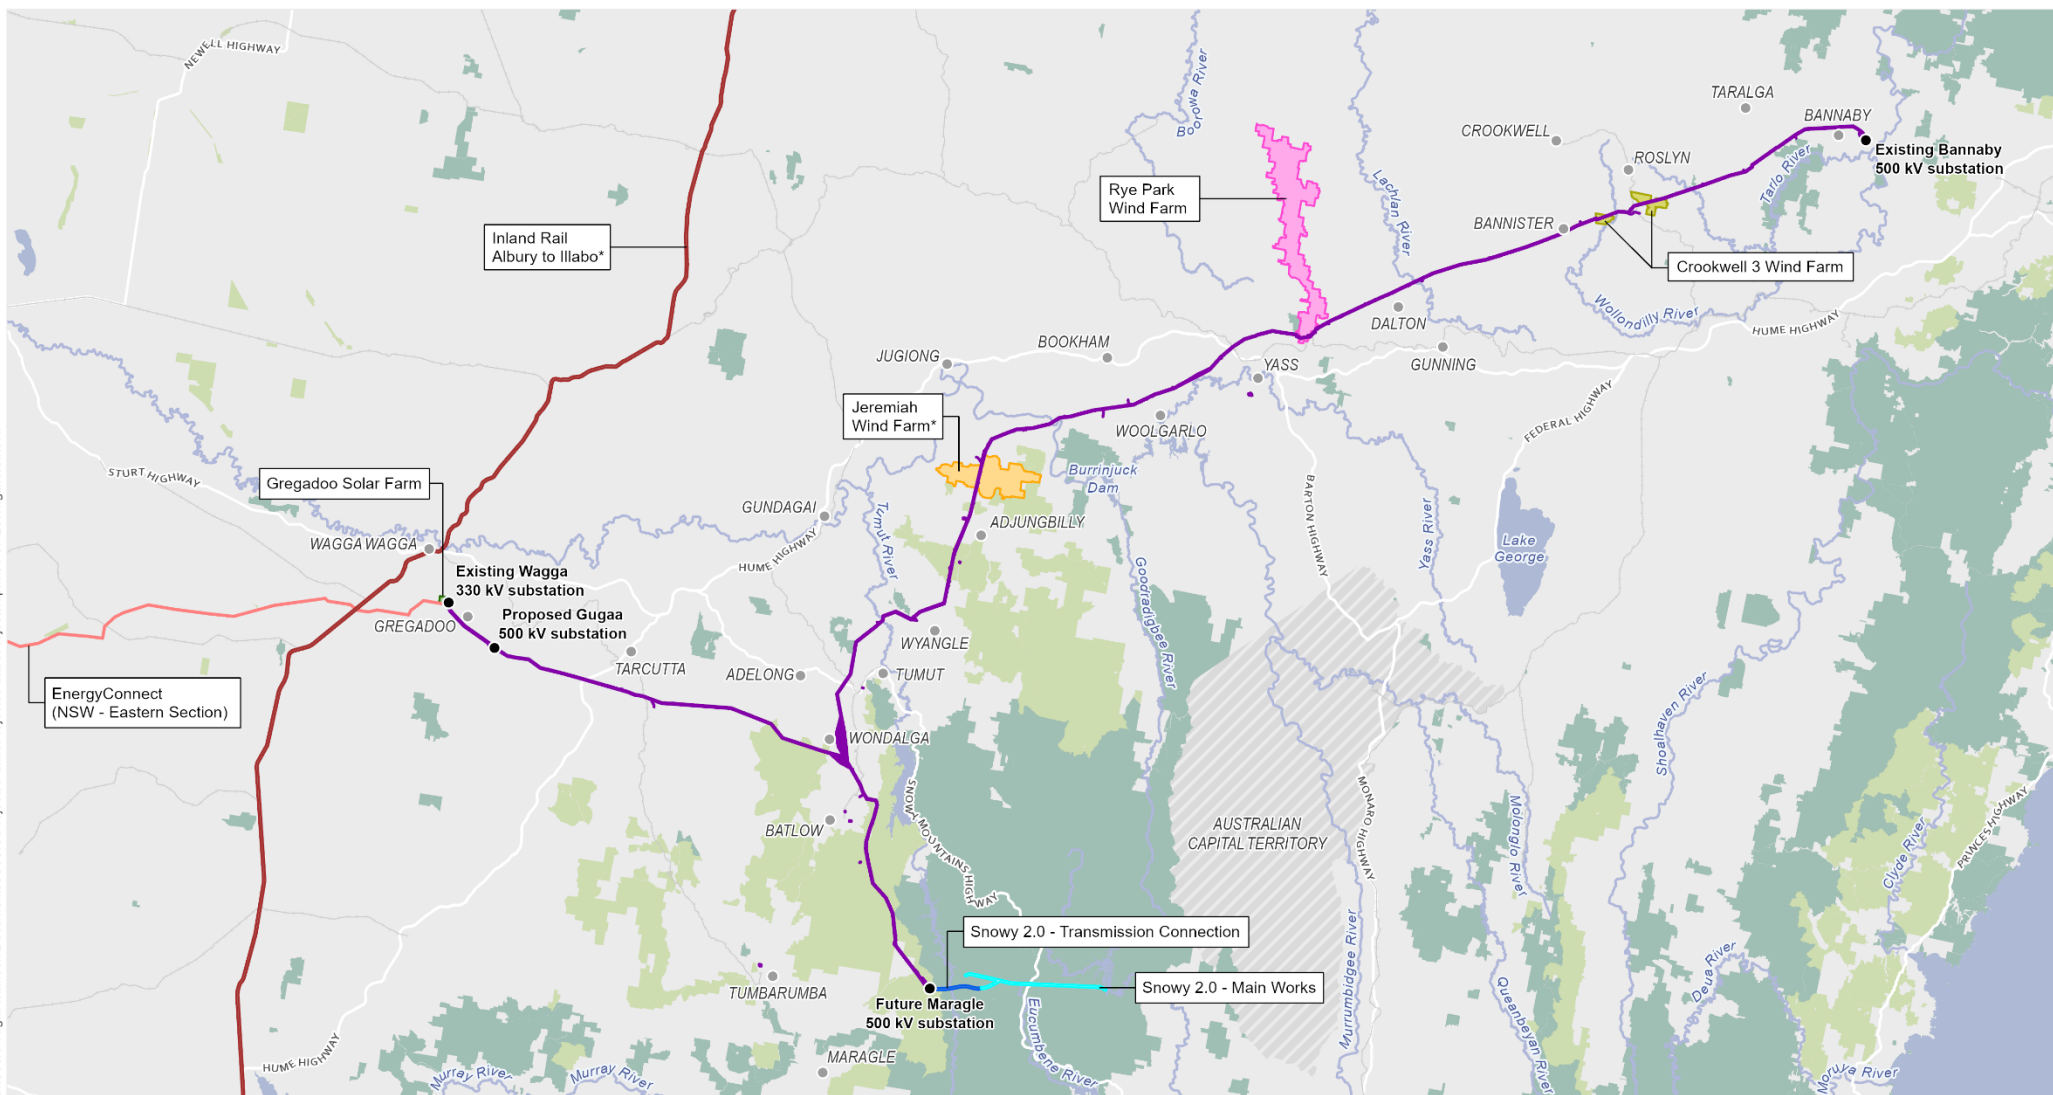 NEWELL HIGHWAY
Boorowa River
TARALGA
BANNABY
CROOKWELL
ROSLYN
Existing Bannaby
500 kV substation
Tarlo River
Rye Park
Wind Farm
Lachlan River
BANNISTER
Inland Rail
Albury to Illabo*
Crookwell 3 Wind Farm
Wollondilly River
HUME HIGHWAY
DALTON
JUGIONG
BOOKHAM
YASS
GUNNING
FEDERAL HIGHWAY
Jeremiah
Wind Farm*
WOOLGARLO
Burrinjuck
Dam
STURT HIGHWAY
Gregadoo Solar Farm
GUNDAGAI
Tumut River
ADJUNGBILLY
BARTON HIGHWAY
Yass River
Lake
George
WAGGA WAGGA
HUME HIGHWAY
Existing Wagga
330 kV substation
Proposed Gugaa
500 kV substation
GREGADOO
Goodradigbee River
WYANGLE
TARCUTTA
ADELONG
TUMUT
EnergyConnect
(NSW - Eastern Section)
WONDALGA
Shoalhaven River
SNOWY MOUNTAINS HIGHWAY
BATLOW
AUSTRALIAN
CAPITAL TERRITORY
MONARO HIGHWAY
Molonglo River
PRINCES HIGHWAY
Clyde River
Snowy 2.0 - Transmission Connection
Snowy 2.0 - Main Works
TUMBARUMBA
Future Maragle
500 kV substation
Murrumbidgee River
Queanbeyan River
Deua River
Eucumbene River
HUME HIGHWAY
MARAGLE
Murray River
Murray River
Moruya River